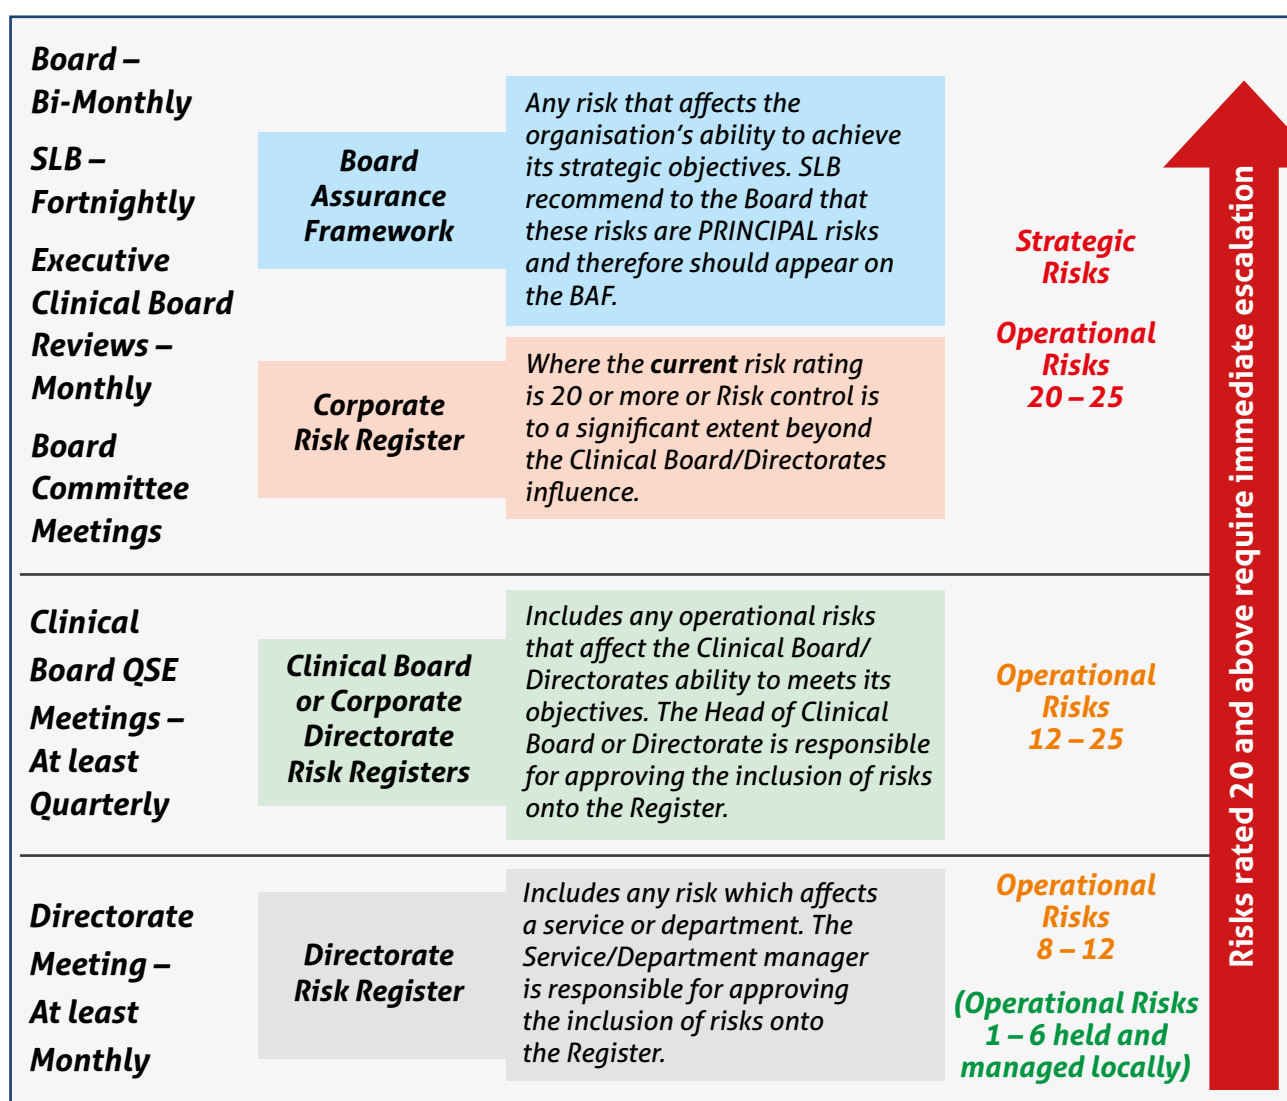 Board –
Bi-Monthly
SLB –
Fortnightly
Executive
Clinical Board
Reviews –
Monthly
Board
Committee
Meetings
Board
Assurance
Framework
Any risk that affects the
organisation’s ability to achieve
its strategic objectives. SLB
recommend to the Board that
these risks are PRINCIPAL risks
and therefore should appear on
the BAF.
Corporate
Risk Register
Where the current risk rating
is 20 or more or Risk control is
to a significant extent beyond
the Clinical Board/Directorates
influence.
Strategic
Risks
Operational
Risks
20 – 25
Clinical
Board QSE
Meetings –
At least
Quarterly
Clinical Board
or Corporate
Directorate
Risk Registers
Includes any operational risks
that affect the Clinical Board/
Directorates ability to meets its
objectives. The Head of Clinical
Board or Directorate is responsible
for approving the inclusion of risks
onto the Register.
Operational
Risks
12 – 25
Directorate
Meeting –
At least
Monthly
Directorate
Risk Register
Includes any risk which affects
a service or department. The
Service/Department manager
is responsible for approving
the inclusion of risks onto
the Register.
Operational
Risks
8 – 12
(Operational Risks
1 – 6 held and
managed locally)
Risks rated 20 and above require immediate escalation